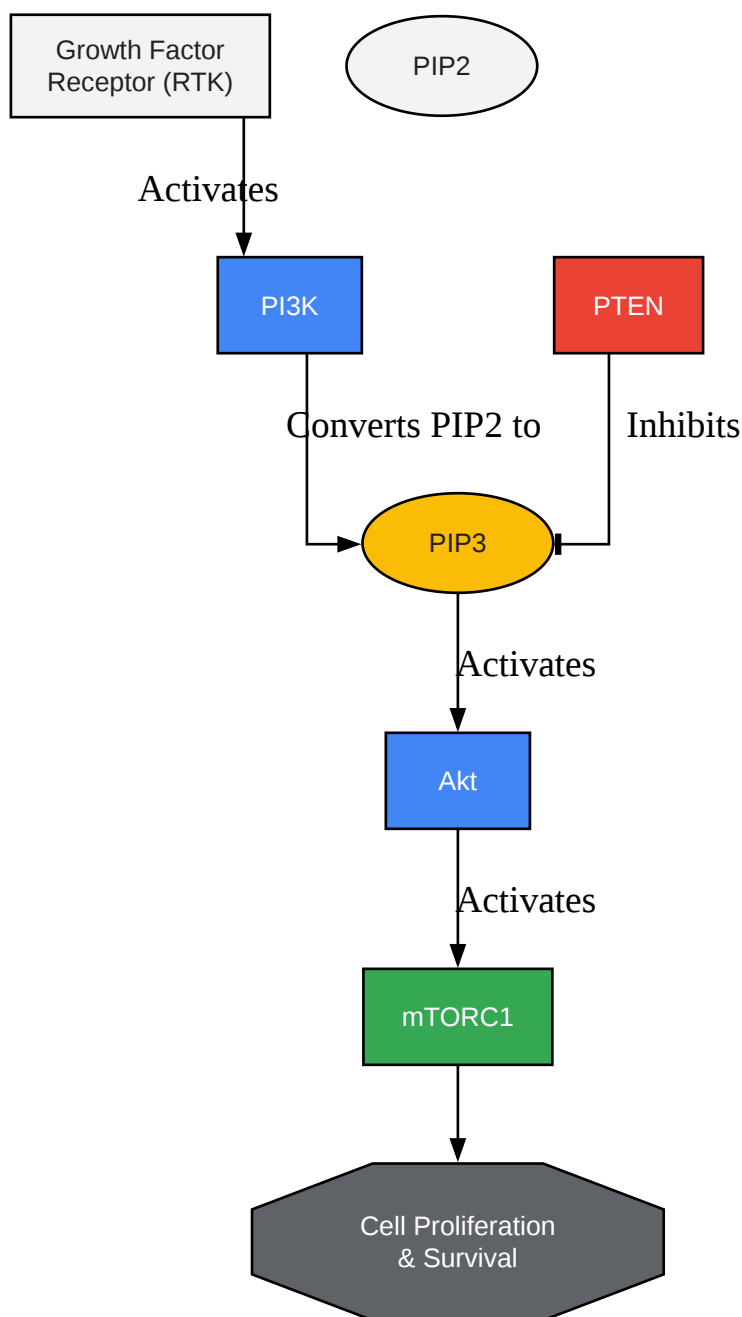 Growth Factor
Receptor (RTK)
PIP2
Activates
PI3K
PTEN
Converts PIP2 to
Inhibits
PIP3
Activates
Akt
Activates
mTORC1
Cell Proliferation
& Survival